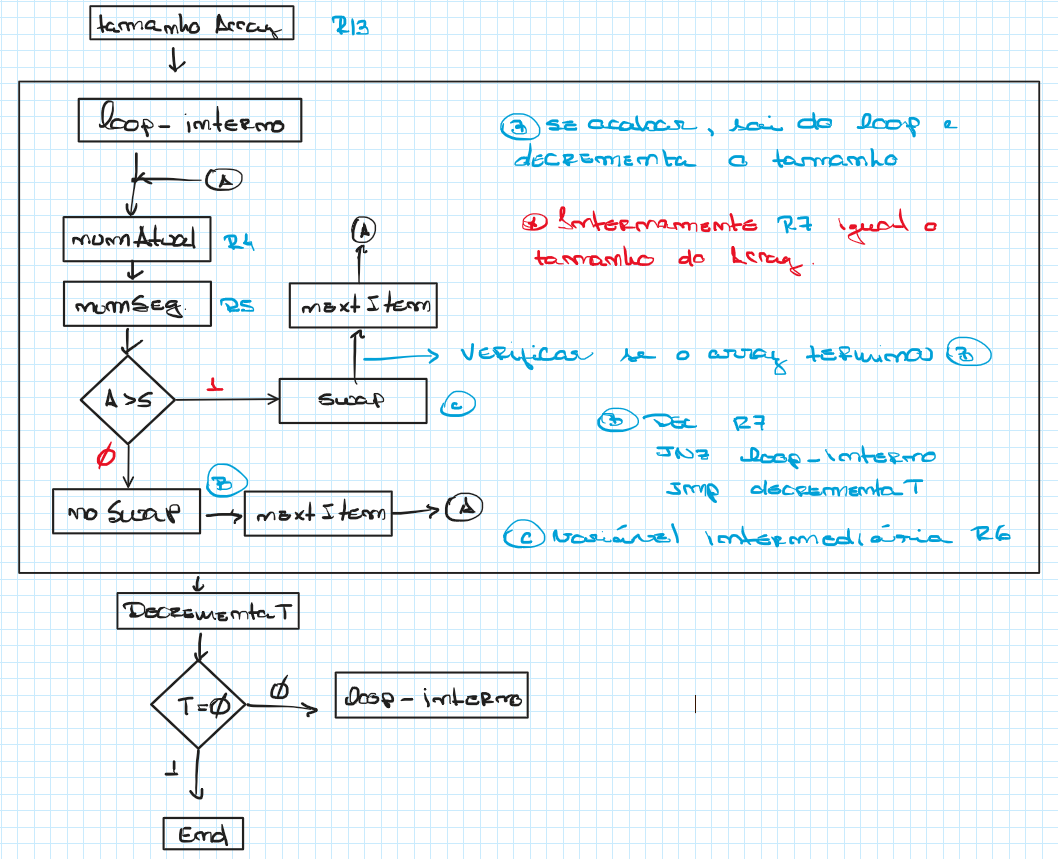 tamanho Array R13
loop-interno
B se acabar, sai do loop e
decrementa o tamanho
A
numAtual R4
A
* Internamente R7 igual o
tamanho do Array.
numSeg. R5
nextItem
verificar se o array terminou B
A>S
1
swap
C
B DEC R7
JNZ loop-interno
Jmp decrementaT
Ø
B
no Swap
nextItem
A
C Variável intermediária R6
DecrementaT
T=Ø
Ø
loop-interno
1
End